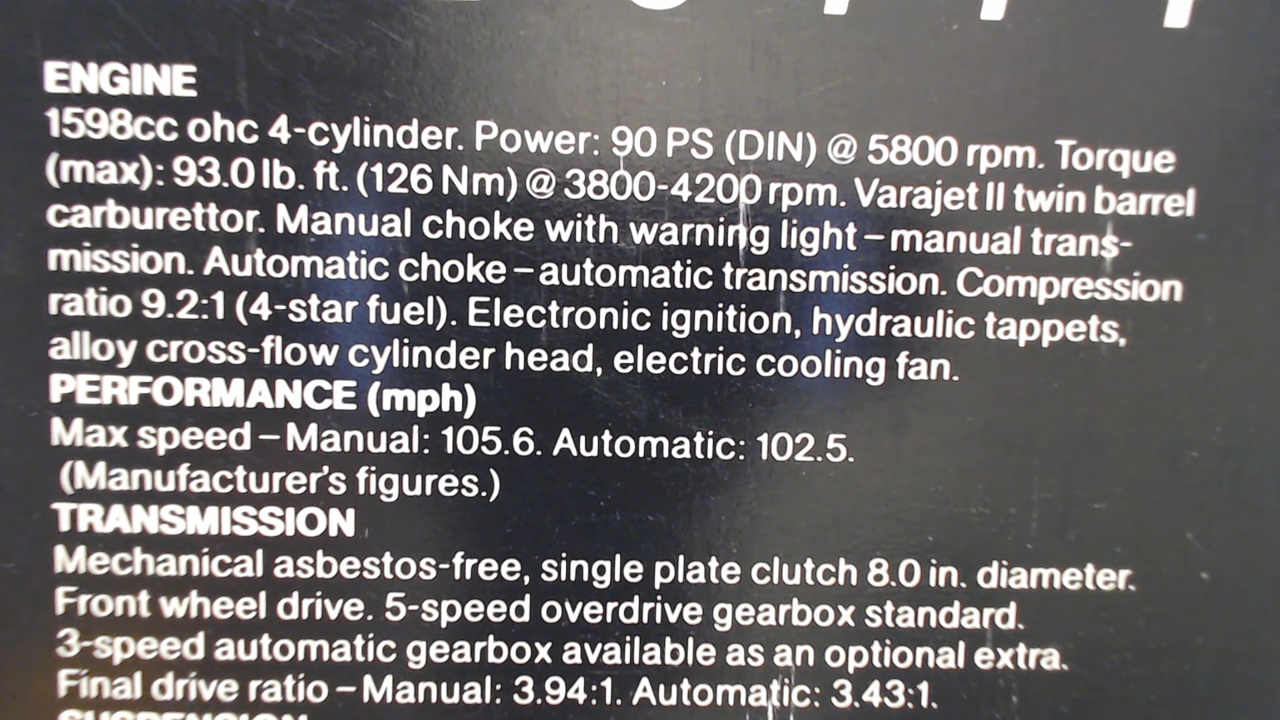 ENGINE
1598cc ohc 4-cylinder. Power: 90 PS (DIN) @ 5800 rpm. Torque
(max): 93.0 lb. ft. (126 Nm) @ 3800-4200 rpm. Varajet II twin barrel
carburettor. Manual choke with warning light – manual trans-
mission. Automatic choke – automatic transmission. Compression
ratio 9.2:1 (4-star fuel). Electronic ignition, hydraulic tappets,
alloy cross-flow cylinder head, electric cooling fan.
PERFORMANCE (mph)
Max speed – Manual: 105.6. Automatic: 102.5.
(Manufacturer's figures.)
TRANSMISSION
Mechanical asbestos-free, single plate clutch 8.0 in. diameter.
Front wheel drive. 5-speed overdrive gearbox standard.
3-speed automatic gearbox available as an optional extra.
Final drive ratio – Manual: 3.94:1. Automatic: 3.43:1.
SUSPENSION